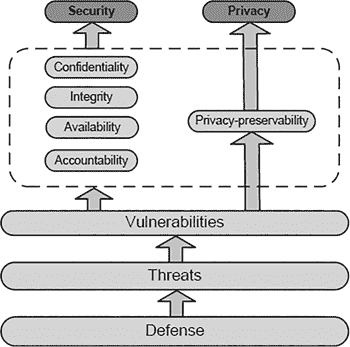 Security
Privacy
Confidentiality
Integrity
Availability
Accountability
Privacy-preservability
Vulnerabilities
Threats
Defense